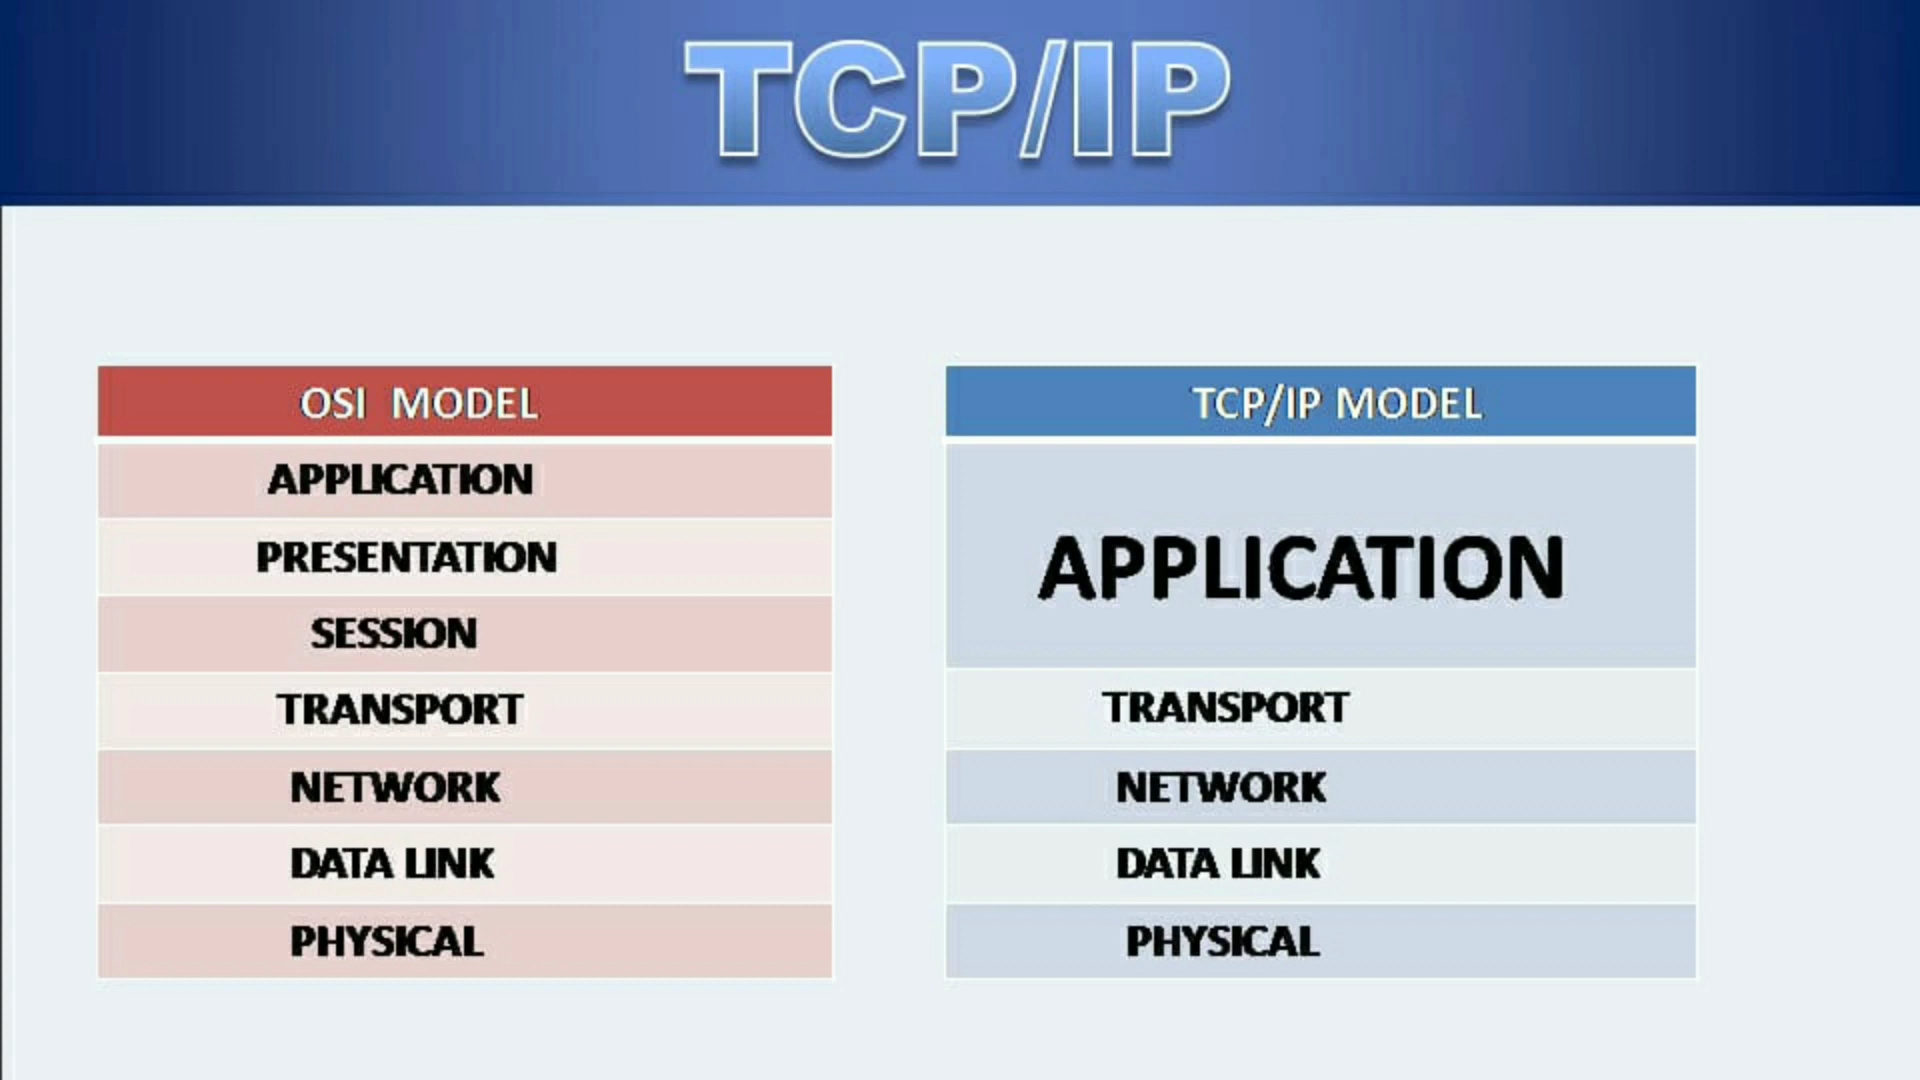 TCP/IP
OSI MODEL
APPLICATION
PRESENTATION
SESSION
TRANSPORT
NETWORK
DATA LINK
PHYSICAL
TCP/IP MODEL
APPLICATION
TRANSPORT
NETWORK
DATA LINK
PHYSICAL